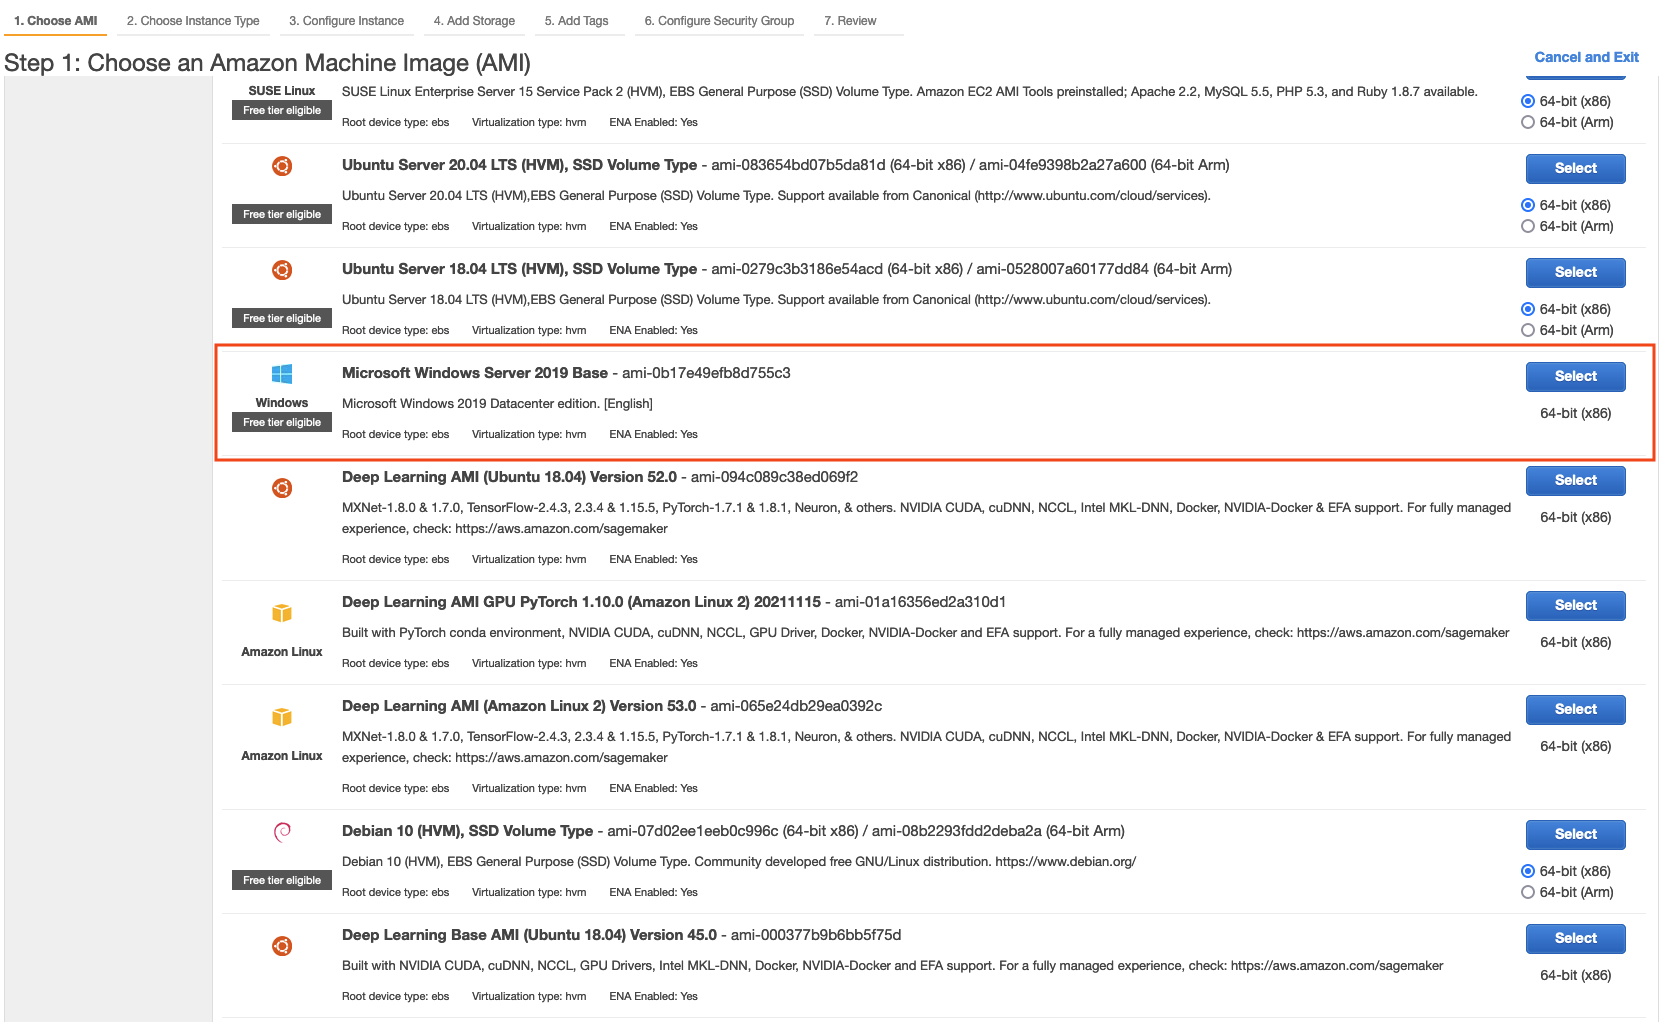 1. Choose AMI 2. Choose Instance Type 3. Configure Instance 4. Add Storage 5. Add Tags 6. Configure Security Group 7. Review
Step 1: Choose an Amazon Machine Image (AMI)
Cancel and Exit
SUSE Linux
Free tier eligible
SUSE Linux Enterprise Server 15 Service Pack 2 (HVM), EBS General Purpose (SSD) Volume Type. Amazon EC2 AMI Tools preinstalled; Apache 2.2, MySQL 5.5, PHP 5.3, and Ruby 1.8.7 available.
Root device type: ebs Virtualization type: hvm ENA Enabled: Yes
64-bit (x86)
64-bit (Arm)
Ubuntu Server 20.04 LTS (HVM), SSD Volume Type - ami-083654bd07b5da81d (64-bit x86) / ami-04fe9398b2a27a600 (64-bit Arm)
Free tier eligible
Ubuntu Server 20.04 LTS (HVM),EBS General Purpose (SSD) Volume Type. Support available from Canonical (http://www.ubuntu.com/cloud/services).
Root device type: ebs Virtualization type: hvm ENA Enabled: Yes
Select
64-bit (x86)
64-bit (Arm)
Ubuntu Server 18.04 LTS (HVM), SSD Volume Type - ami-0279c3b3186e54acd (64-bit x86) / ami-0528007a60177dd84 (64-bit Arm)
Free tier eligible
Ubuntu Server 18.04 LTS (HVM),EBS General Purpose (SSD) Volume Type. Support available from Canonical (http://www.ubuntu.com/cloud/services).
Root device type: ebs Virtualization type: hvm ENA Enabled: Yes
Select
64-bit (x86)
64-bit (Arm)
Windows
Free tier eligible
Microsoft Windows Server 2019 Base - ami-0b17e49efb8d755c3
Microsoft Windows 2019 Datacenter edition. [English]
Root device type: ebs Virtualization type: hvm ENA Enabled: Yes
Select
64-bit (x86)
Deep Learning AMI (Ubuntu 18.04) Version 52.0 - ami-094c089c38ed069f2
MXNet-1.8.0 & 1.7.0, TensorFlow-2.4.3, 2.3.4 & 1.15.5, PyTorch-1.7.1 & 1.8.1, Neuron, & others. NVIDIA CUDA, cuDNN, NCCL, Intel MKL-DNN, Docker, NVIDIA-Docker & EFA support. For fully managed
experience, check: https://aws.amazon.com/sagemaker
Root device type: ebs Virtualization type: hvm ENA Enabled: Yes
Select
64-bit (x86)
Amazon Linux
Deep Learning AMI GPU PyTorch 1.10.0 (Amazon Linux 2) 20211115 - ami-01a16356ed2a310d1
Built with PyTorch conda environment, NVIDIA CUDA, cuDNN, NCCL, GPU Driver, Docker, NVIDIA-Docker and EFA support. For a fully managed experience, check: https://aws.amazon.com/sagemaker
Root device type: ebs Virtualization type: hvm ENA Enabled: Yes
Select
64-bit (x86)
Amazon Linux
Deep Learning AMI (Amazon Linux 2) Version 53.0 - ami-065e24db29ea0392c
MXNet-1.8.0 & 1.7.0, TensorFlow-2.4.3, 2.3.4 & 1.15.5, PyTorch-1.7.1 & 1.8.1, Neuron, & others. NVIDIA CUDA, cuDNN, NCCL, Intel MKL-DNN, Docker, NVIDIA-Docker & EFA support. For fully managed
experience, check: https://aws.amazon.com/sagemaker
Root device type: ebs Virtualization type: hvm ENA Enabled: Yes
Select
64-bit (x86)
Free tier eligible
Debian 10 (HVM), SSD Volume Type - ami-07d02ee1eeb0c996c (64-bit x86) / ami-08b2293fdd2deba2a (64-bit Arm)
Debian 10 (HVM), EBS General Purpose (SSD) Volume Type. Community developed free GNU/Linux distribution. https://www.debian.org/
Root device type: ebs Virtualization type: hvm ENA Enabled: Yes
Select
64-bit (x86)
64-bit (Arm)
Deep Learning Base AMI (Ubuntu 18.04) Version 45.0 - ami-000377b9b6bb5f75d
Built with NVIDIA CUDA, cuDNN, NCCL, GPU Drivers, Intel MKL-DNN, Docker, NVIDIA-Docker and EFA support. For a fully managed experience, check: https://aws.amazon.com/sagemaker
Root device type: ebs Virtualization type: hvm ENA Enabled: Yes
Select
64-bit (x86)